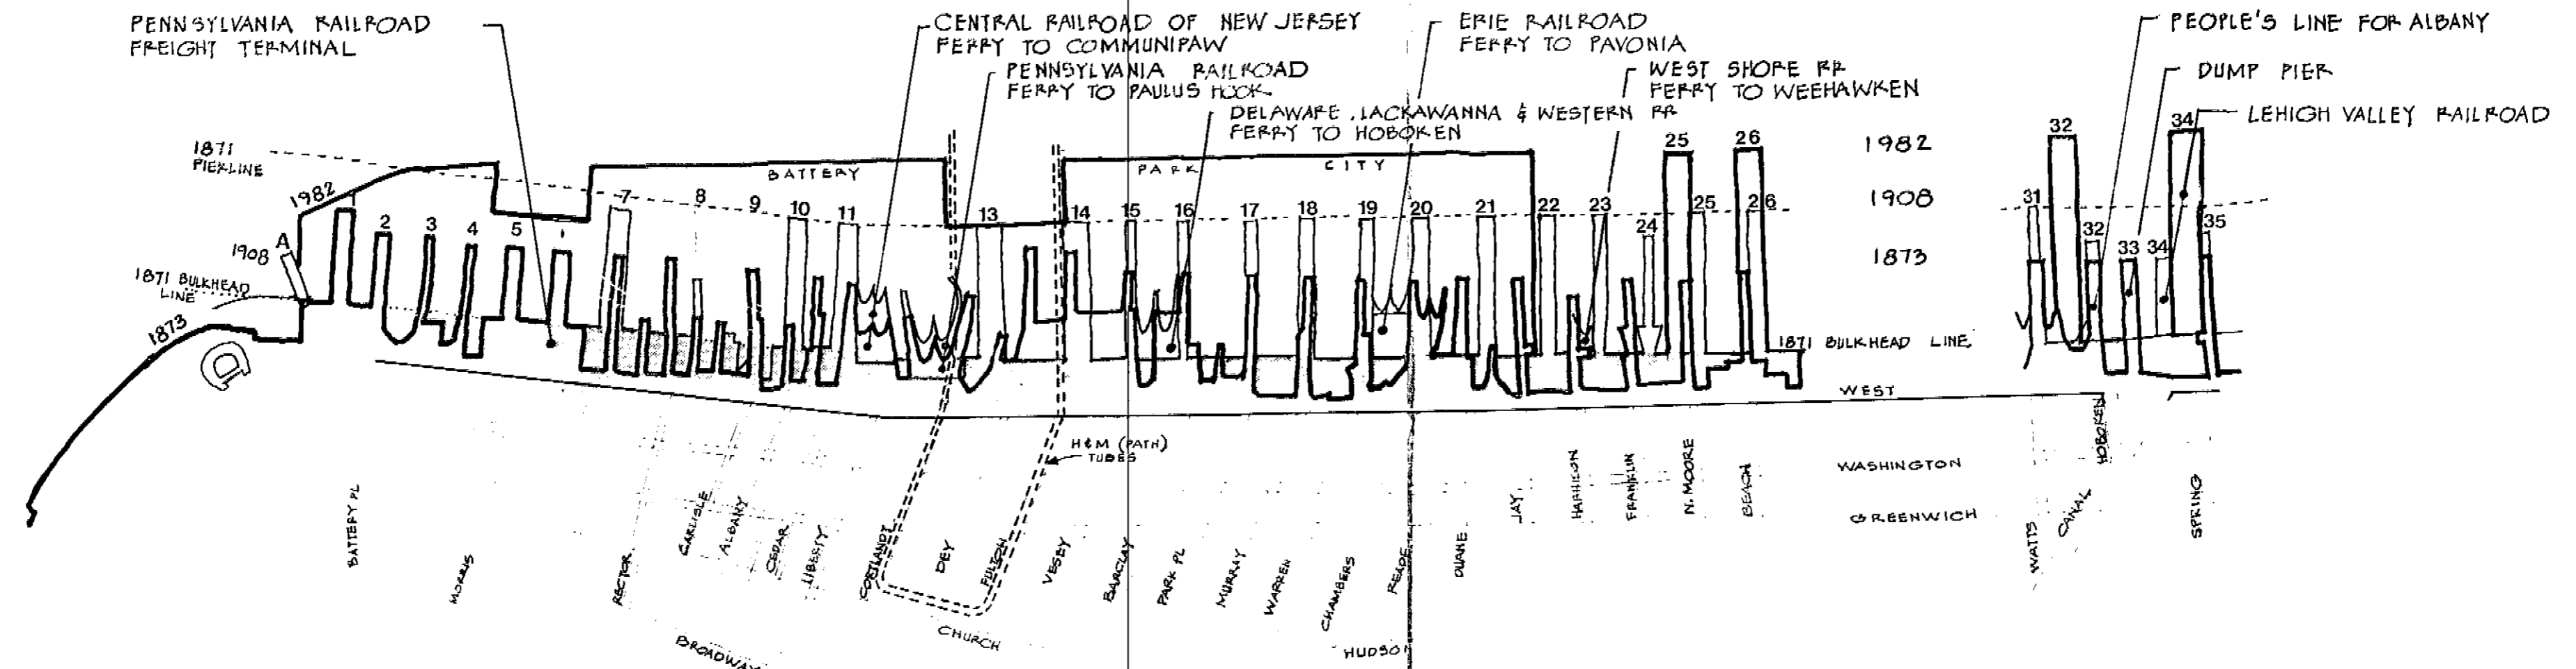 PENNSYLVANIA RAILROAD
FREIGHT TERMINAL
CENTRAL RAILROAD OF NEW JERSEY
FERRY TO COMMUNIPAW
PENNSYLVANIA RAILROAD
FERRY TO PAULUS HOOK
DELAWARE, LACKAWANNA & WESTERN RR
FERRY TO HOBOKEN
ERIE RAILROAD
FERRY TO PAVONIA
WEST SHORE RR
FERRY TO WEEHAWKEN
PEOPLE'S LINE FOR ALBANY
DUMP PIER
LEHIGH VALLEY RAILROAD
1871
PIERLINE
1982
1908
A
1871 BULKHEAD
LINE
1873
BATTERY PARK CITY
2
3
4
5
7
8
9
10
11
13
14
15
16
17
18
19
20
21
22
23
24
25
26
25
26
1982
1908
1873
31
32
32
33
34
34
35
1871 BULKHEAD LINE
WEST
H&M (PATH)
TUBES
WASHINGTON
GREENWICH
BATTERY PL
MORRIS
RECTOR
CARLISLE
ALBANY
CEDAR
LIBERTY
CORTLANDT
DEY
FULTON
VESEY
BARCLAY
PARK PL
MURRAY
WARREN
CHAMBERS
READE
DUANE
JAY
HARRISON
FRANKLIN
N. MOORE
BEACH
WATTS
CANAL
HOBOKEN
SPRING
BROADWAY
CHURCH
HUDSON